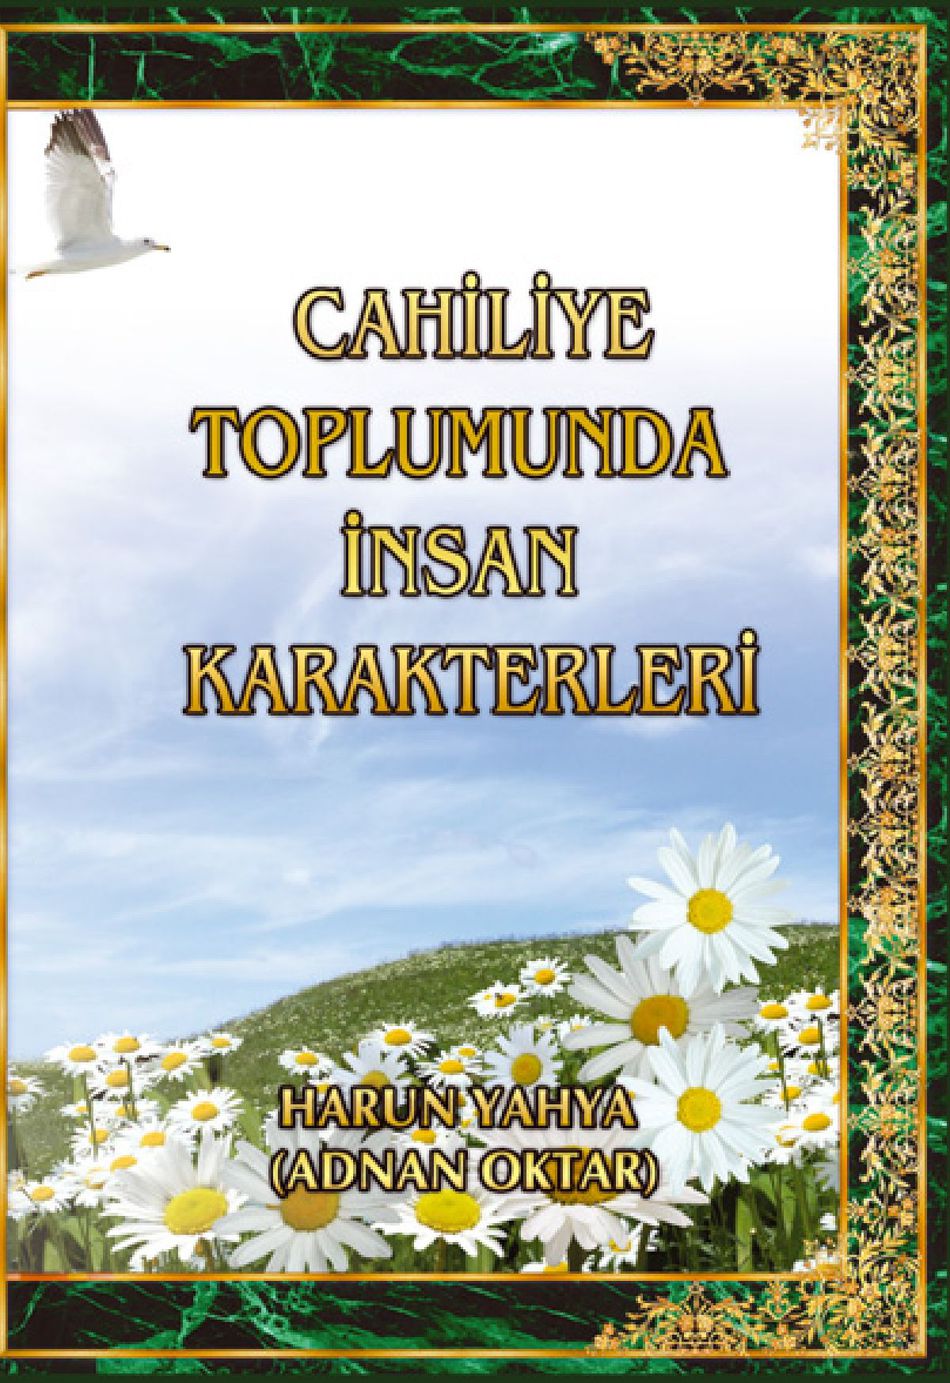 CAHİLİYE
TOPLUMUNDA
İNSAN
KARAKTERLERİ
HARUN YAHYA
(ADNAN OKTAR)